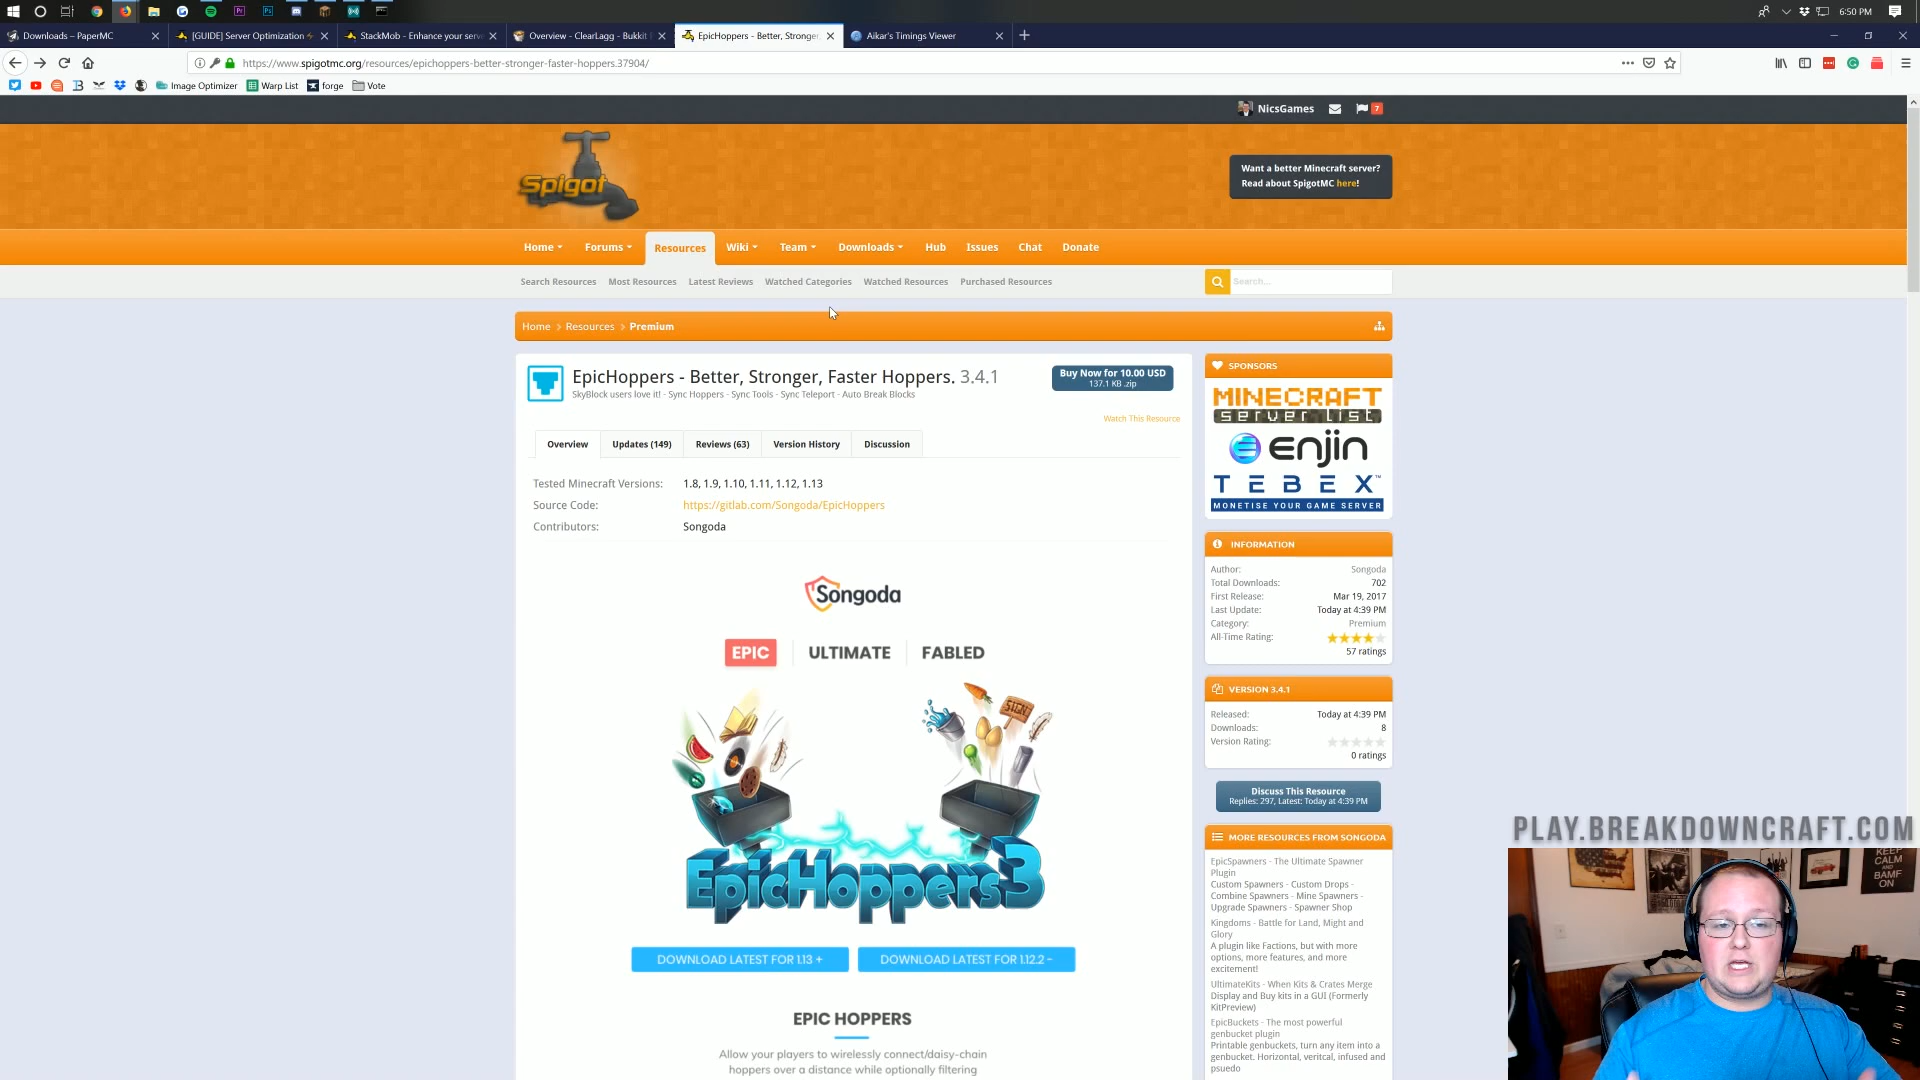 6:50 PM
Downloads – PaperMC
[GUIDE] Server Optimization
StackMob - Enhance your serve
Overview - ClearLagg - Bukkit
EpicHoppers - Better, Stronger,
Aikar's Timings Viewer
https://www.spigotmc.org/resources/epichoppers-better-stronger-faster-hoppers.37904/
Image Optimizer
Warp List
forge
Vote
NicsGames
7
Spigot
Want a better Minecraft server?
Read about SpigotMC here!
Home
Forums
Resources
Wiki
Team
Downloads
Hub
Issues
Chat
Donate
Search Resources
Most Resources
Latest Reviews
Watched Categories
Watched Resources
Purchased Resources
Search...
Home
Resources
Premium
EpicHoppers - Better, Stronger, Faster Hoppers. 3.4.1
SkyBlock users love it! - Sync Hoppers - Sync Tools - Sync Teleport - Auto Break Blocks
Buy Now for 10.00 USD
137.1 KB .zip
Watch This Resource
Overview
Updates (149)
Reviews (63)
Version History
Discussion
Tested Minecraft Versions: 1.8, 1.9, 1.10, 1.11, 1.12, 1.13
Source Code: https://gitlab.com/Songoda/EpicHoppers
Contributors: Songoda
Songoda
EPIC
ULTIMATE
FABLED
SIGN
EpicHoppers3
DOWNLOAD LATEST FOR 1.13 +
DOWNLOAD LATEST FOR 1.12.2 -
EPIC HOPPERS
Allow your players to wirelessly connect/daisy-chain
hoppers over a distance while optionally filtering
SPONSORS
MINECRAFT
server list
enjin
TEBEX™
MONETISE YOUR GAME SERVER
INFORMATION
Author: Songoda
Total Downloads: 702
First Release: Mar 19, 2017
Last Update: Today at 4:39 PM
Category: Premium
All-Time Rating:
57 ratings
VERSION 3.4.1
Released: Today at 4:39 PM
Downloads: 8
Version Rating:
0 ratings
Discuss This Resource
Replies: 297, Latest: Today at 4:39 PM
MORE RESOURCES FROM SONGODA
EpicSpawners - The Ultimate Spawner
Plugin
Custom Spawners - Custom Drops -
Combine Spawners - Mine Spawners -
Upgrade Spawners - Spawner Shop
Kingdoms - Battle for Land, Might and
Glory
A plugin like Factions, but with more
options, more features, and more
excitement!
UltimateKits - When Kits & Crates Merge
Display and Buy kits in a GUI (Formerly
KitPreview)
EpicBuckets - The most powerful
genbucket plugin
Printable genbuckets, turn any item into a
genbucket. Horizontal, veritcal, infused and
psuedo
PLAY.BREAKDOWNCRAFT.COM
KEEP
CALM
AND
BAMF
ON